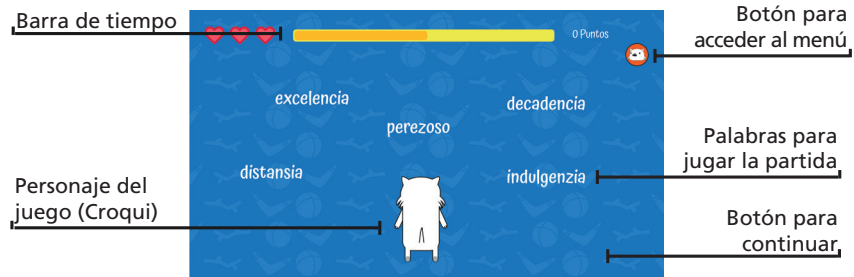 Barra de tiempo
0 Puntos
Botón para
acceder al menú
excelencia
decadencia
perezoso
Palabras para
jugar la partida
distansia
indulgenzia
Personaje del
juego (Croqui)
Botón para
continuar